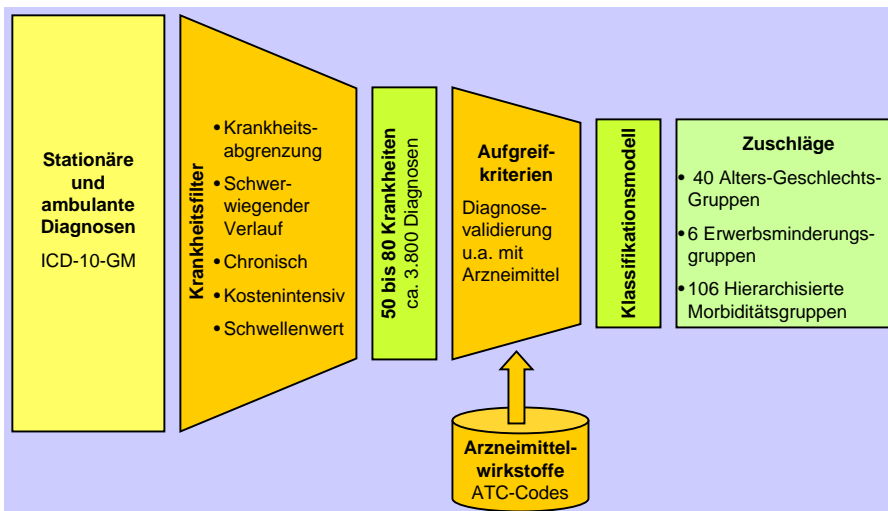 Stationäre
und
ambulante
Diagnosen
ICD-10-GM
Krankheitsfilter
• Krankheits-
abgrenzung
• Schwer-
wiegender
Verlauf
• Chronisch
• Kostenintensiv
• Schwellenwert
50 bis 80 Krankheiten
ca. 3.800 Diagnosen
Aufgreif-
kriterien
Diagnose-
validierung
u.a. mit
Arzneimittel
Arzneimittel-
wirkstoffe
ATC-Codes
Klassifikationsmodell
Zuschläge
• 40 Alters-Geschlechts-
Gruppen
• 6 Erwerbsminderungs-
gruppen
• 106 Hierarchisierte
Morbiditätsgruppen